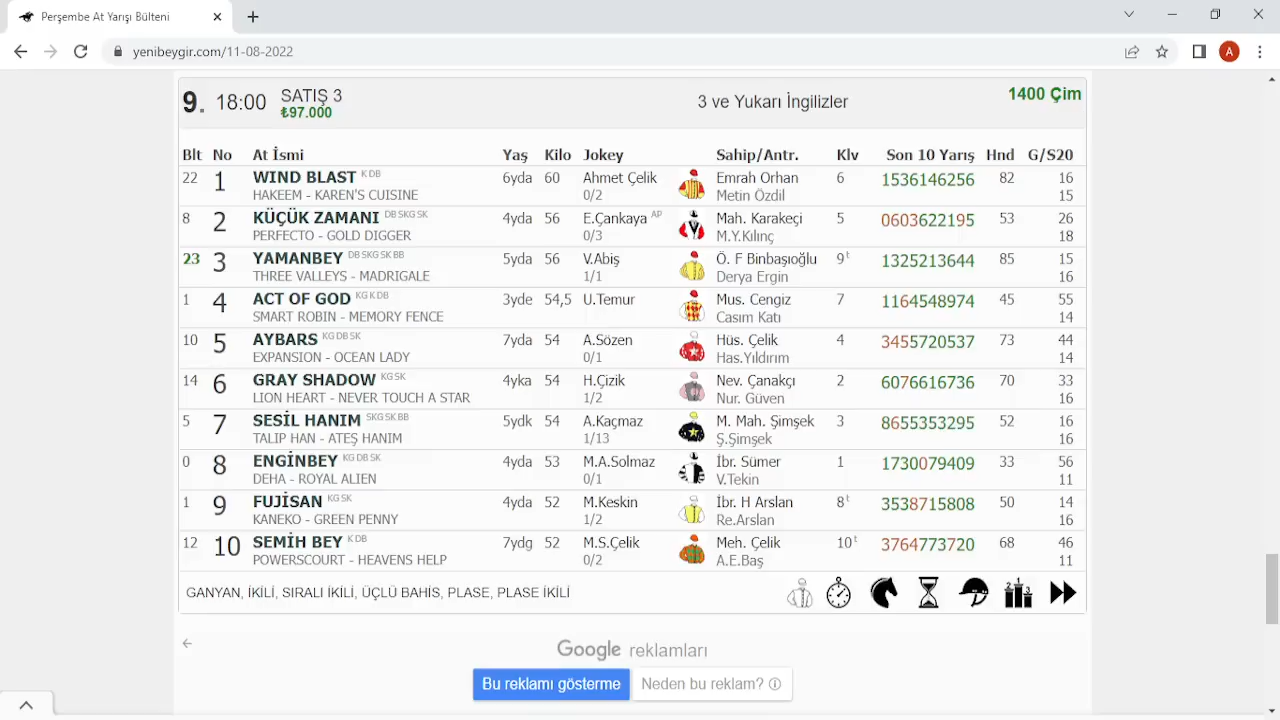 Perşembe At Yarışı Bülteni
yenibeygir.com/11-08-2022
A
9. 18:00 SATIŞ 3 3 ve Yukarı İngilizler 1400 Çim
₺97.000
Blt No At İsmi Yaş Kilo Jokey Sahip/Antr. Klv Son 10 Yarış Hnd G/S20
22 1 WIND BLAST K DB 6yda 60 Ahmet Çelik Emrah Orhan 6 1536146256 82 16
HAKEEM - KAREN'S CUISINE 0/2 Metin Özdil 15
8 2 KÜÇÜK ZAMANI DB SKG SK 4yda 56 E.Çankaya AP Mah. Karakeçi 5 0603622195 53 26
PERFECTO - GOLD DIGGER 0/3 M.Y.Kılınç 18
23 3 YAMANBEY DB SKG SK BB 5yda 56 V.Abiş Ö. F Binbaşıoğlu 9t 1325213644 85 15
THREE VALLEYS - MADRIGALE 1/1 Derya Ergin 16
1 4 ACT OF GOD KG K DB 3yde 54,5 U.Temur Mus. Cengiz 7 1164548974 45 55
SMART ROBIN - MEMORY FENCE Casım Katı 14
10 5 AYBARS KG DB SK 7yda 54 A.Sözen Hüs. Çelik 4 3455720537 73 44
EXPANSION - OCEAN LADY 0/1 Has.Yıldırım 14
14 6 GRAY SHADOW KG SK 4yka 54 H.Çizik Nev. Çanakçı 2 6076616736 70 33
LION HEART - NEVER TOUCH A STAR 1/2 Nur. Güven 16
5 7 SESİL HANIM SKG SK BB 5ydk 54 A.Kaçmaz M. Mah. Şimşek 3 8655353295 52 16
TALIP HAN - ATEŞ HANIM 1/13 Ş.Şimşek 16
0 8 ENGİNBEY KG DB SK 4yda 53 M.A.Solmaz İbr. Sümer 1 1730079409 33 56
DEHA - ROYAL ALIEN 0/1 V.Tekin 11
1 9 FUJİSAN KG SK 4yda 52 M.Keskin İbr. H Arslan 8t 3538715808 50 14
KANEKO - GREEN PENNY 1/2 Re.Arslan 16
12 10 SEMİH BEY K DB 7ydg 52 M.S.Çelik Meh. Çelik 10t 3764773720 68 46
POWERSCOURT - HEAVENS HELP 0/2 A.E.Baş 11
GANYAN, İKİLİ, SIRALI İKİLİ, ÜÇLÜ BAHİS, PLASE, PLASE İKİLİ
Google reklamları
Bu reklamı gösterme Neden bu reklam?